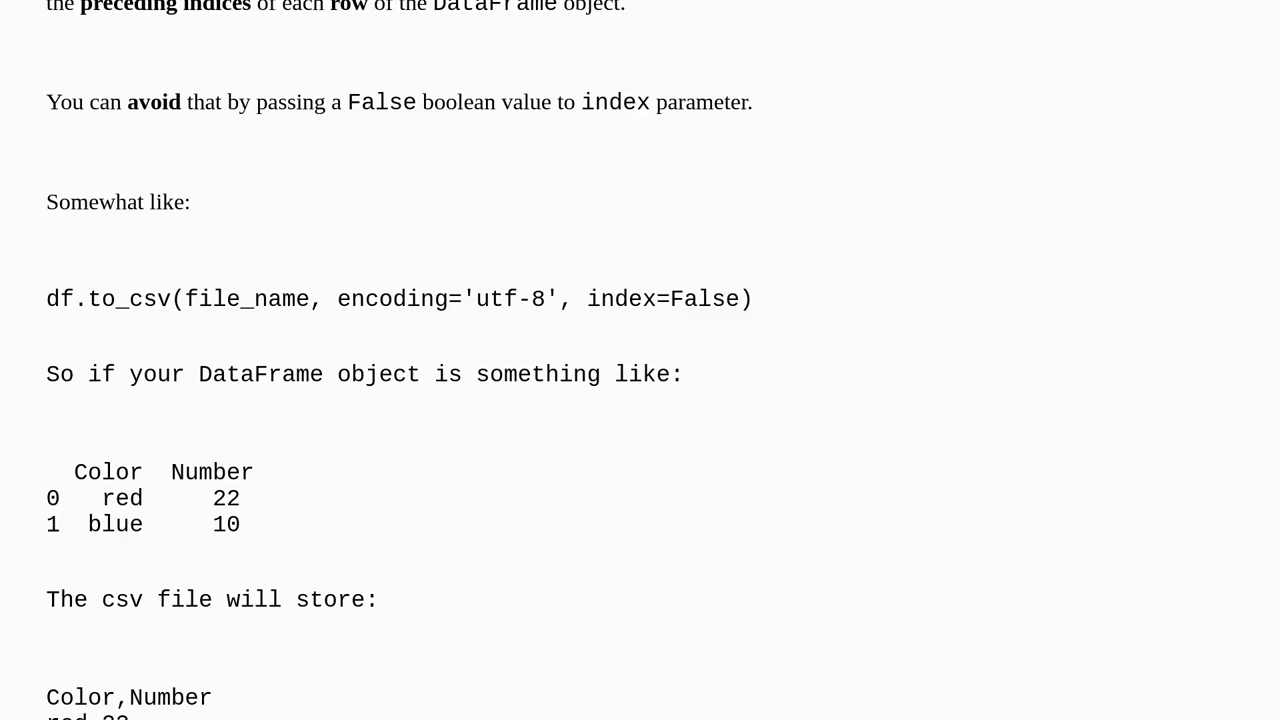 the preceding indices of each row of the DataFrame object.
You can avoid that by passing a False boolean value to index parameter.
Somewhat like:
df.to_csv(file_name, encoding='utf-8', index=False)
So if your DataFrame object is something like:
  Color  Number
0   red     22
1  blue     10
The csv file will store:
Color,Number
red,22